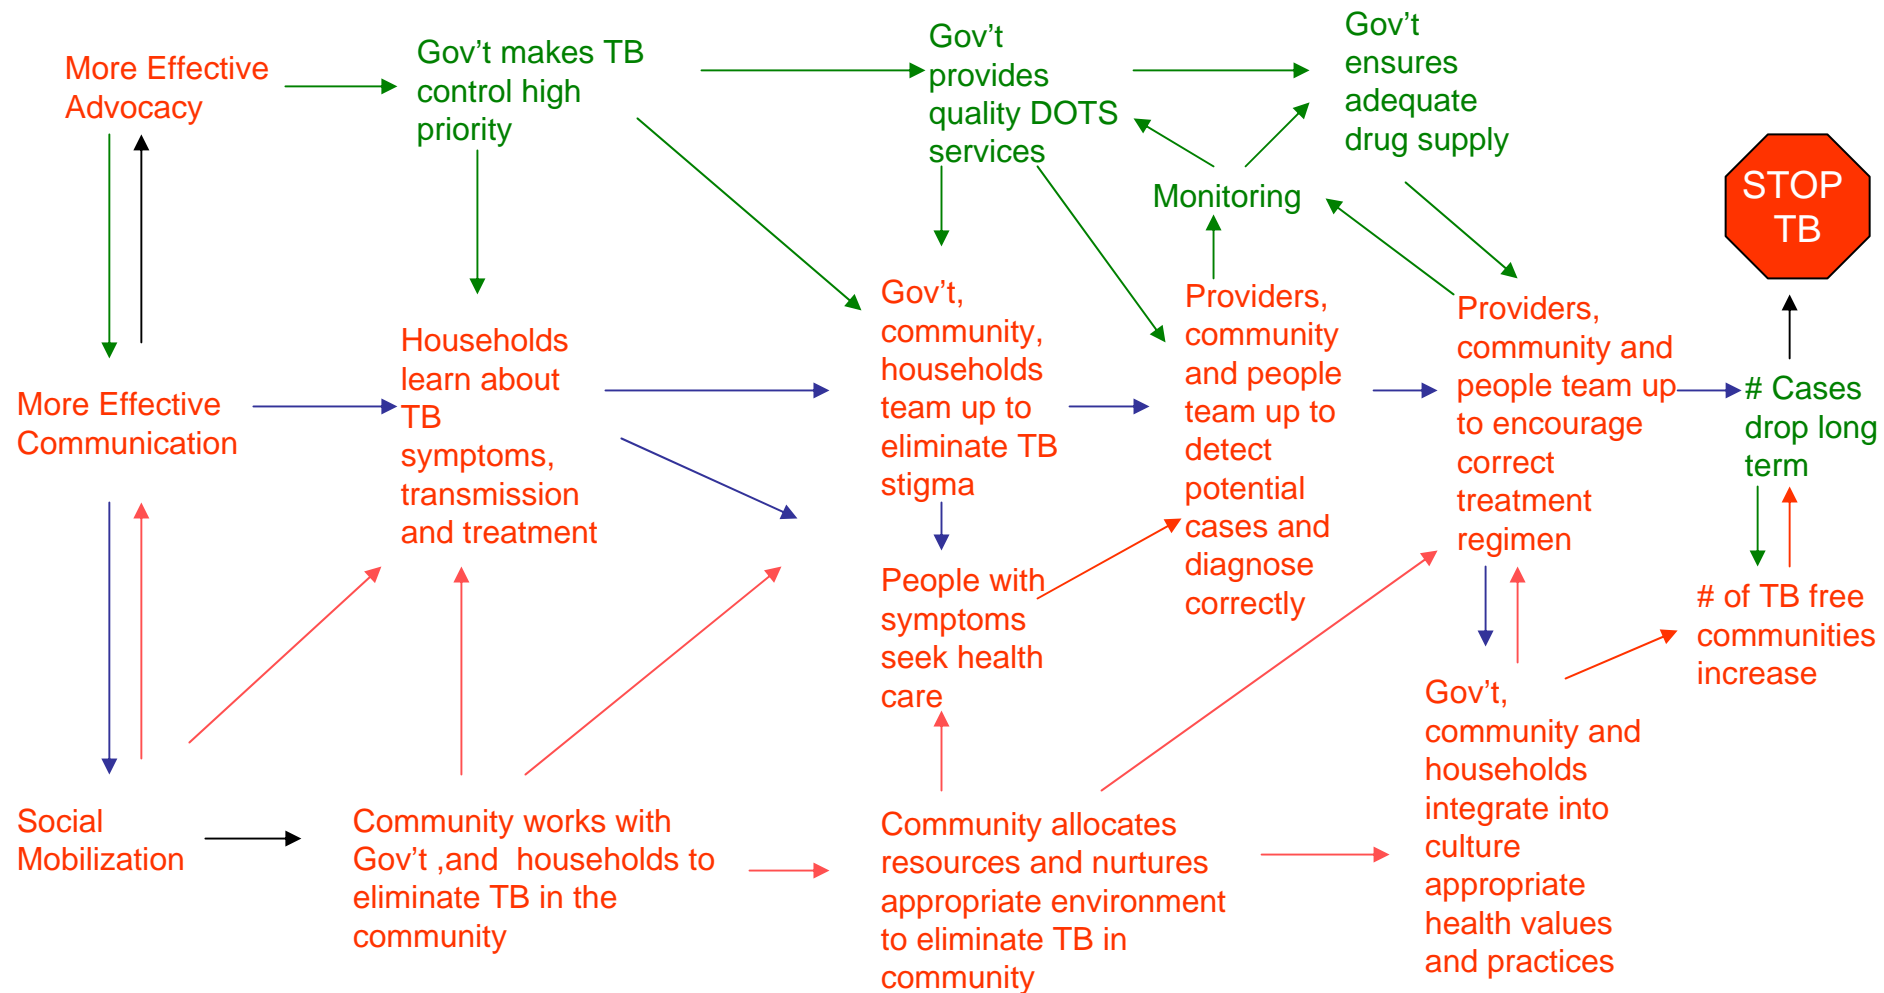 More Effective
Advocacy
Gov't makes TB
control high
priority
Gov't
provides
quality DOTS
services
Gov't
ensures
adequate
drug supply
Monitoring
STOP
TB
More Effective
Communication
Households
learn about
TB
symptoms,
transmission
and treatment
Gov't,
community,
households
team up to
eliminate TB
stigma
Providers,
community
and people
team up to
detect
potential
cases and
diagnose
correctly
Providers,
community and
people team up
to encourage
correct
treatment
regimen
# Cases
drop long
term
People with
symptoms
seek health
care
# of TB free
communities
increase
Social
Mobilization
Community works with
Gov't ,and  households to
eliminate TB in the
community
Community allocates
resources and nurtures
appropriate environment
to eliminate TB in
community
Gov't,
community and
households
integrate into
culture
appropriate
health values
and practices